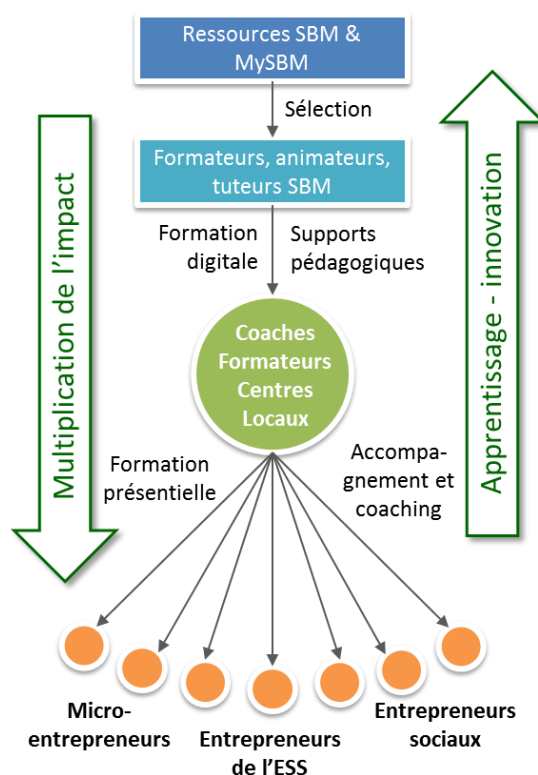 Ressources SBM &
MySBM
Sélection
Formateurs, animateurs,
tuteurs SBM
Formation
digitale
Supports
pédagogiques
Coaches
Formateurs
Centres
Locaux
Formation
présentielle
Accompa-
gnement et
coaching
Multiplication de l'impact
Apprentissage - innovation
Micro-
entrepreneurs
Entrepreneurs
de l'ESS
Entrepreneurs
sociaux